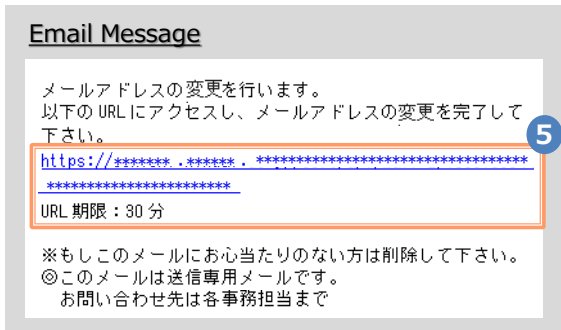 Email Message
メールアドレスの変更を行います。
以下のURLにアクセスし、メールアドレスの変更を完了して
下さい。
5
https://******* .****** . *********************************
***********************
URL期限：30分
※もしこのメールにお心当たりのない方は削除して下さい。
◎このメールは送信専用メールです。
お問い合わせ先は各事務担当まで